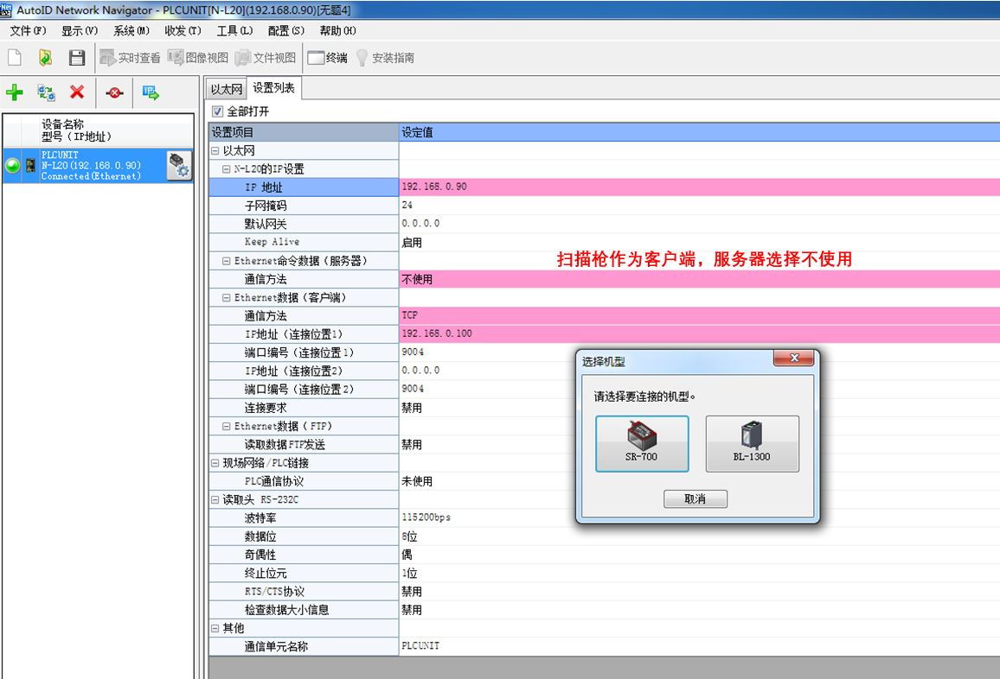 AutoID Network Navigator - PLCUNIT[N-L20](192.168.0.90)[无题4]
文件(F) 显示(V) 系统(M) 收发(T) 工具(L) 配置(S) 帮助(H)
实时查看 图像视图 文件视图 终端 安装指南
IP
设备名称
型号(IP地址)
PLCUNIT
N-L20(192.168.0.90)
Connected(Ethernet)
以太网 设置列表
全部打开
设置项目 设定值
以太网
N-L20的IP设置
IP 地址 192.168.0.90
子网掩码 24
默认网关 0.0.0.0
Keep Alive 启用
Ethernet命令数据(服务器)
扫描枪作为客户端，服务器选择不使用
通信方法 不使用
Ethernet数据(客户端)
通信方法 TCP
IP地址(连接位置1) 192.168.0.100
端口编号(连接位置1) 9004
IP地址(连接位置2) 0.0.0.0
端口编号(连接位置2) 9004
连接要求 禁用
Ethernet数据(FTP)
读取数据FTP发送 禁用
现场网络/PLC链接
PLC通信协议 未使用
读取头 RS-232C
波特率 115200bps
数据位 8位
奇偶性 偶
终止位元 1位
RTS/CTS协议 禁用
检查数据大小信息 禁用
其他
通信单元名称 PLCUNIT
选择机型
请选择要连接的机型。
SR-700 BL-1300
取消